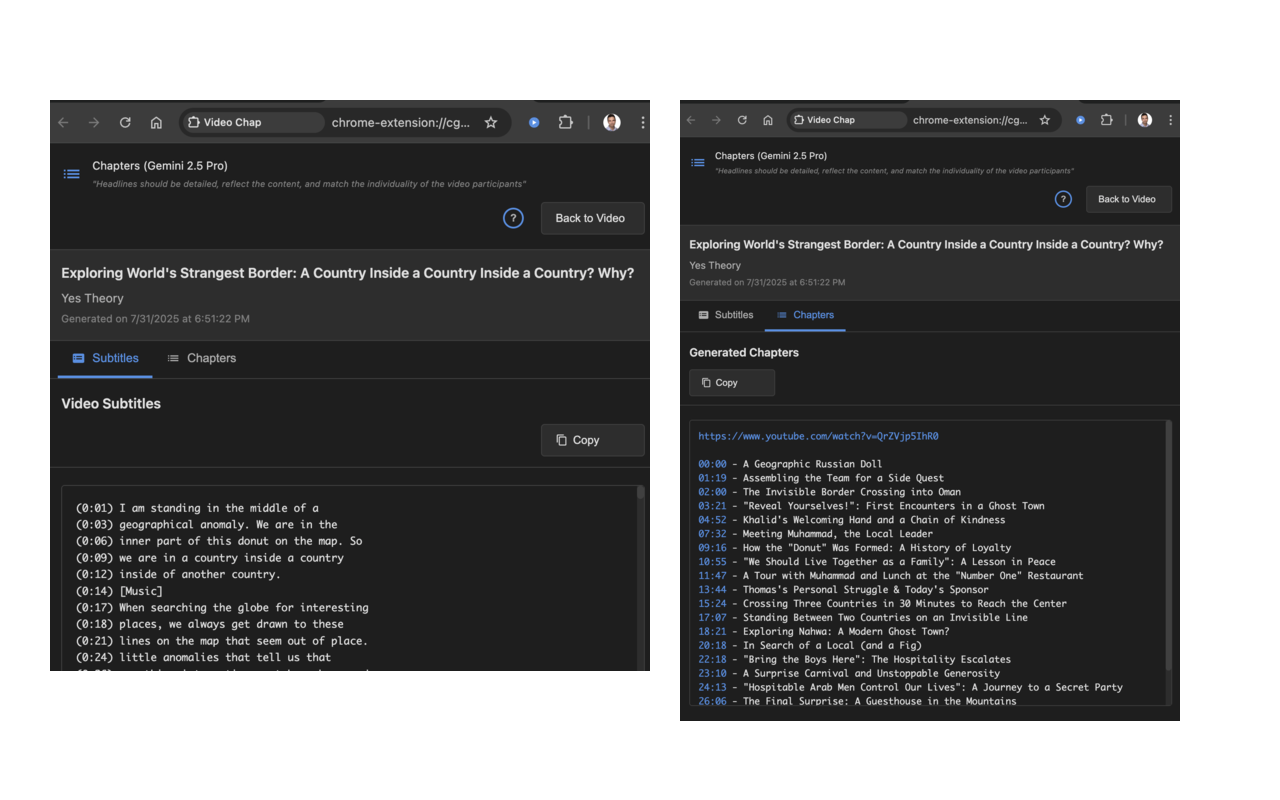 Video Chap
chrome-extension://cg...
Chapters (Gemini 2.5 Pro)
"Headlines should be detailed, reflect the content, and match the individuality of the video participants"
?
Back to Video
Exploring World's Strangest Border: A Country Inside a Country Inside a Country? Why?
Yes Theory
Generated on 7/31/2025 at 6:51:22 PM
Subtitles
Chapters
Video Subtitles
Copy
(0:01) I am standing in the middle of a
(0:03) geographical anomaly. We are in the
(0:06) inner part of this donut on the map. So
(0:09) we are in a country inside a country
(0:12) inside of another country.
(0:14) [Music]
(0:17) When searching the globe for interesting
(0:18) places, we always get drawn to these
(0:21) lines on the map that seem out of place.
(0:24) little anomalies that tell us that
Video Chap
chrome-extension://cg...
Chapters (Gemini 2.5 Pro)
"Headlines should be detailed, reflect the content, and match the individuality of the video participants"
?
Back to Video
Exploring World's Strangest Border: A Country Inside a Country Inside a Country? Why?
Yes Theory
Generated on 7/31/2025 at 6:51:22 PM
Subtitles
Chapters
Generated Chapters
Copy
https://www.youtube.com/watch?v=QrZVjp5IhR0
00:00 - A Geographic Russian Doll
01:19 - Assembling the Team for a Side Quest
02:00 - The Invisible Border Crossing into Oman
03:21 - "Reveal Yourselves!": First Encounters in a Ghost Town
04:52 - Khalid's Welcoming Hand and a Chain of Kindness
07:32 - Meeting Muhammad, the Local Leader
09:16 - How the "Donut" Was Formed: A History of Loyalty
10:55 - "We Should Live Together as a Family": A Lesson in Peace
11:47 - A Tour with Muhammad and Lunch at the "Number One" Restaurant
13:44 - Thomas's Personal Struggle & Today's Sponsor
15:24 - Crossing Three Countries in 30 Minutes to Reach the Center
17:07 - Standing Between Two Countries on an Invisible Line
18:21 - Exploring Nahwa: A Modern Ghost Town?
20:18 - In Search of a Local (and a Fig)
22:18 - "Bring the Boys Here": The Hospitality Escalates
23:10 - A Surprise Carnival and Unstoppable Generosity
24:13 - "Hospitable Arab Men Control Our Lives": A Journey to a Secret Party
26:06 - The Final Surprise: A Guesthouse in the Mountains